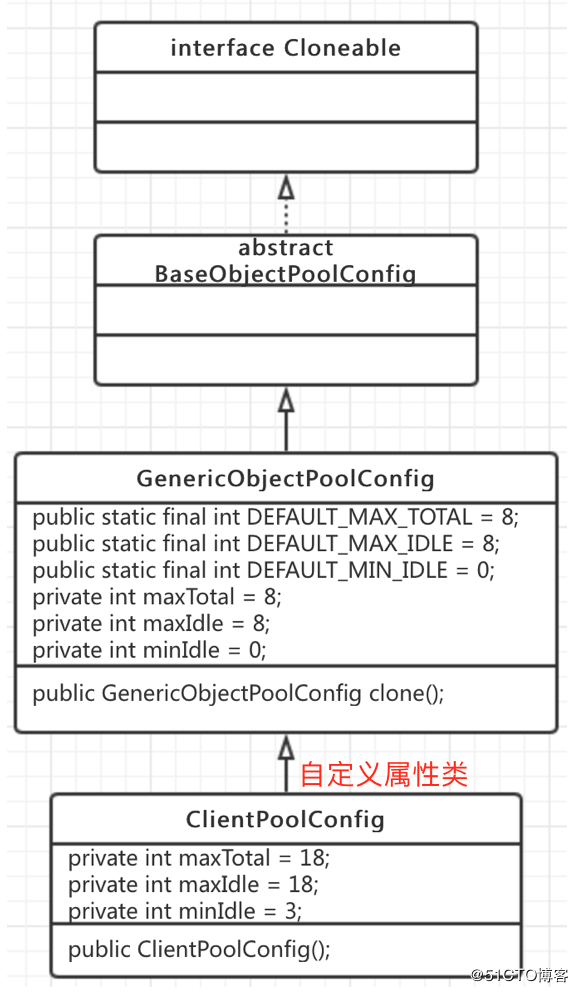 interface Cloneable
abstract
BaseObjectPoolConfig
GenericObjectPoolConfig
public static final int DEFAULT_MAX_TOTAL = 8;
public static final int DEFAULT_MAX_IDLE = 8;
public static final int DEFAULT_MIN_IDLE = 0;
private int maxTotal = 8;
private int maxIdle = 8;
private int minIdle = 0;
public GenericObjectPoolConfig clone();
自定义属性类
ClientPoolConfig
private int maxTotal = 18;
private int maxIdle = 18;
private int minIdle = 3;
public ClientPoolConfig();
@51CTO博客